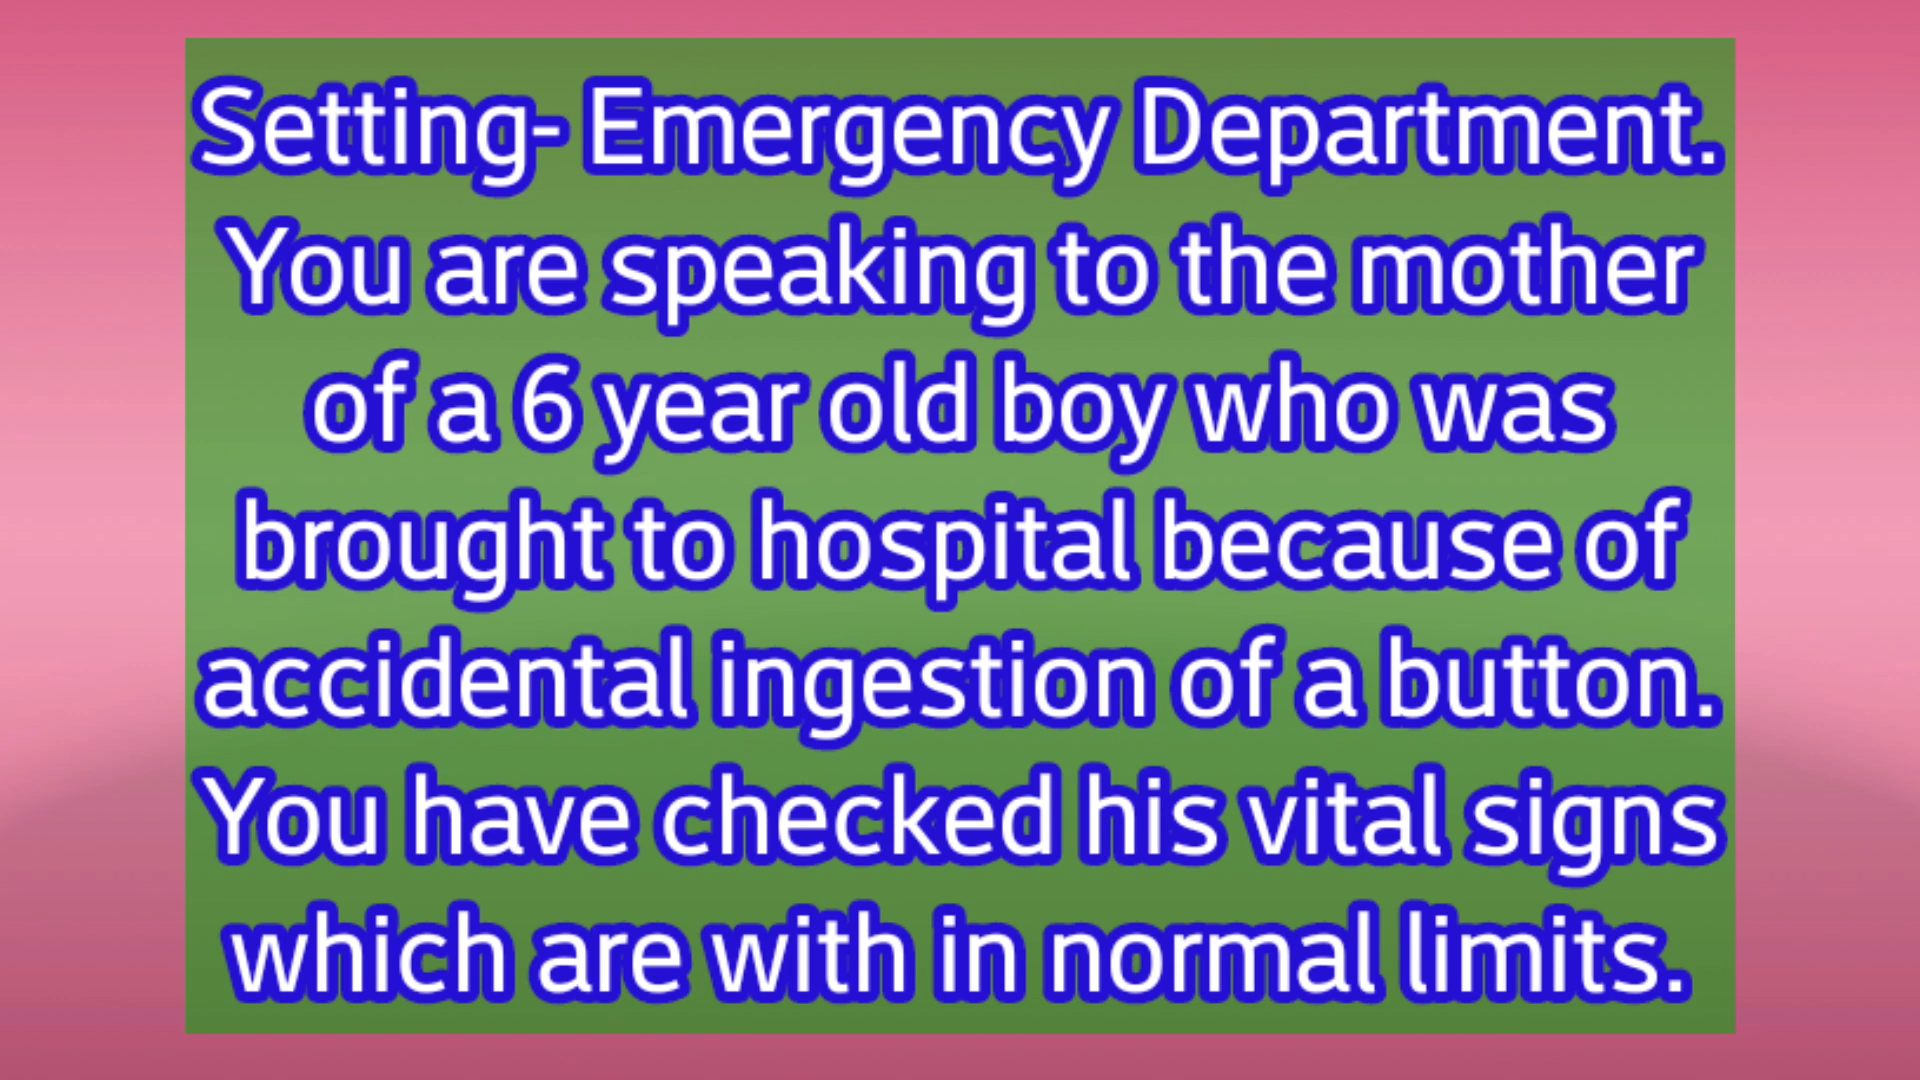 Setting- Emergency Department.
You are speaking to the mother
of a 6 year old boy who was
brought to hospital because of
accidental ingestion of a button.
You have checked his vital signs
which are with in normal limits.